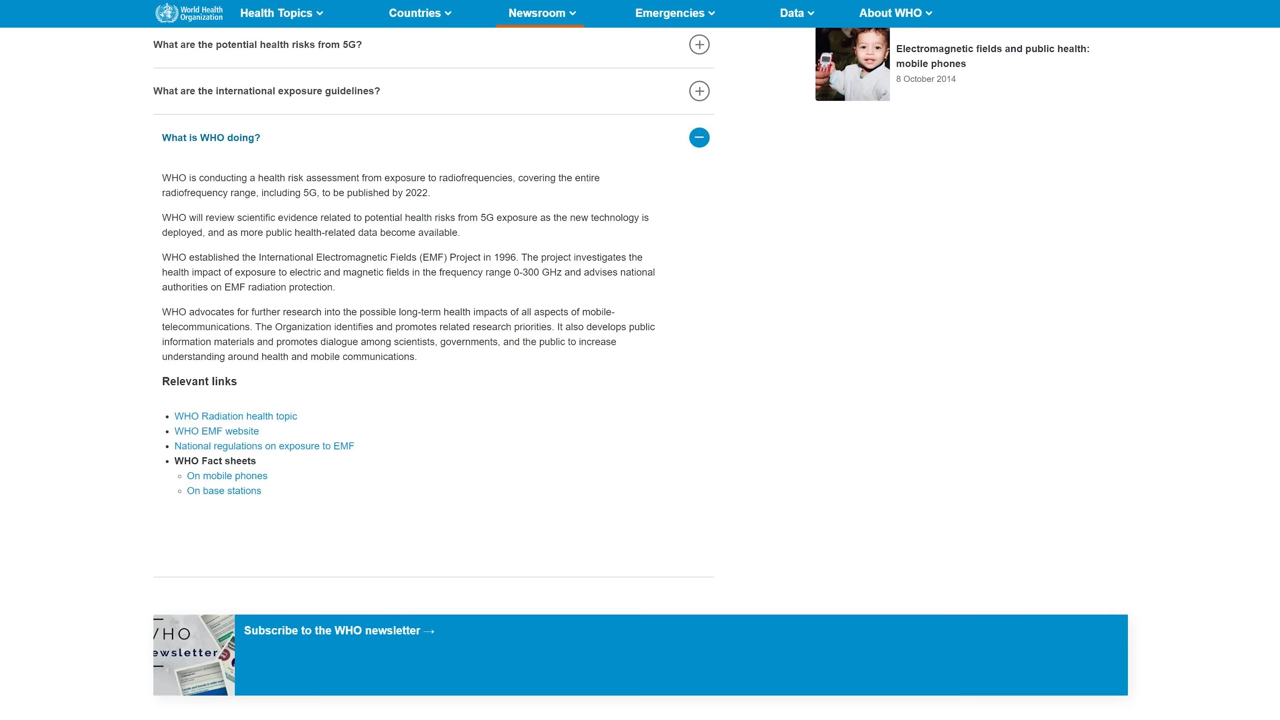 World Health
Organization
Health Topics
Countries
Newsroom
Emergencies
Data
About WHO
What are the potential health risks from 5G?
What are the international exposure guidelines?
What is WHO doing?
WHO is conducting a health risk assessment from exposure to radiofrequencies, covering the entire
radiofrequency range, including 5G, to be published by 2022.
WHO will review scientific evidence related to potential health risks from 5G exposure as the new technology is
deployed, and as more public health-related data become available.
WHO established the International Electromagnetic Fields (EMF) Project in 1996. The project investigates the
health impact of exposure to electric and magnetic fields in the frequency range 0-300 GHz and advises national
authorities on EMF radiation protection.
WHO advocates for further research into the possible long-term health impacts of all aspects of mobile-
telecommunications. The Organization identifies and promotes related research priorities. It also develops public
information materials and promotes dialogue among scientists, governments, and the public to increase
understanding around health and mobile communications.
Relevant links
• WHO Radiation health topic
• WHO EMF website
• National regulations on exposure to EMF
• WHO Fact sheets
◦ On mobile phones
◦ On base stations
Electromagnetic fields and public health:
mobile phones
8 October 2014
WHO
ewsletter
Subscribe to the WHO newsletter →